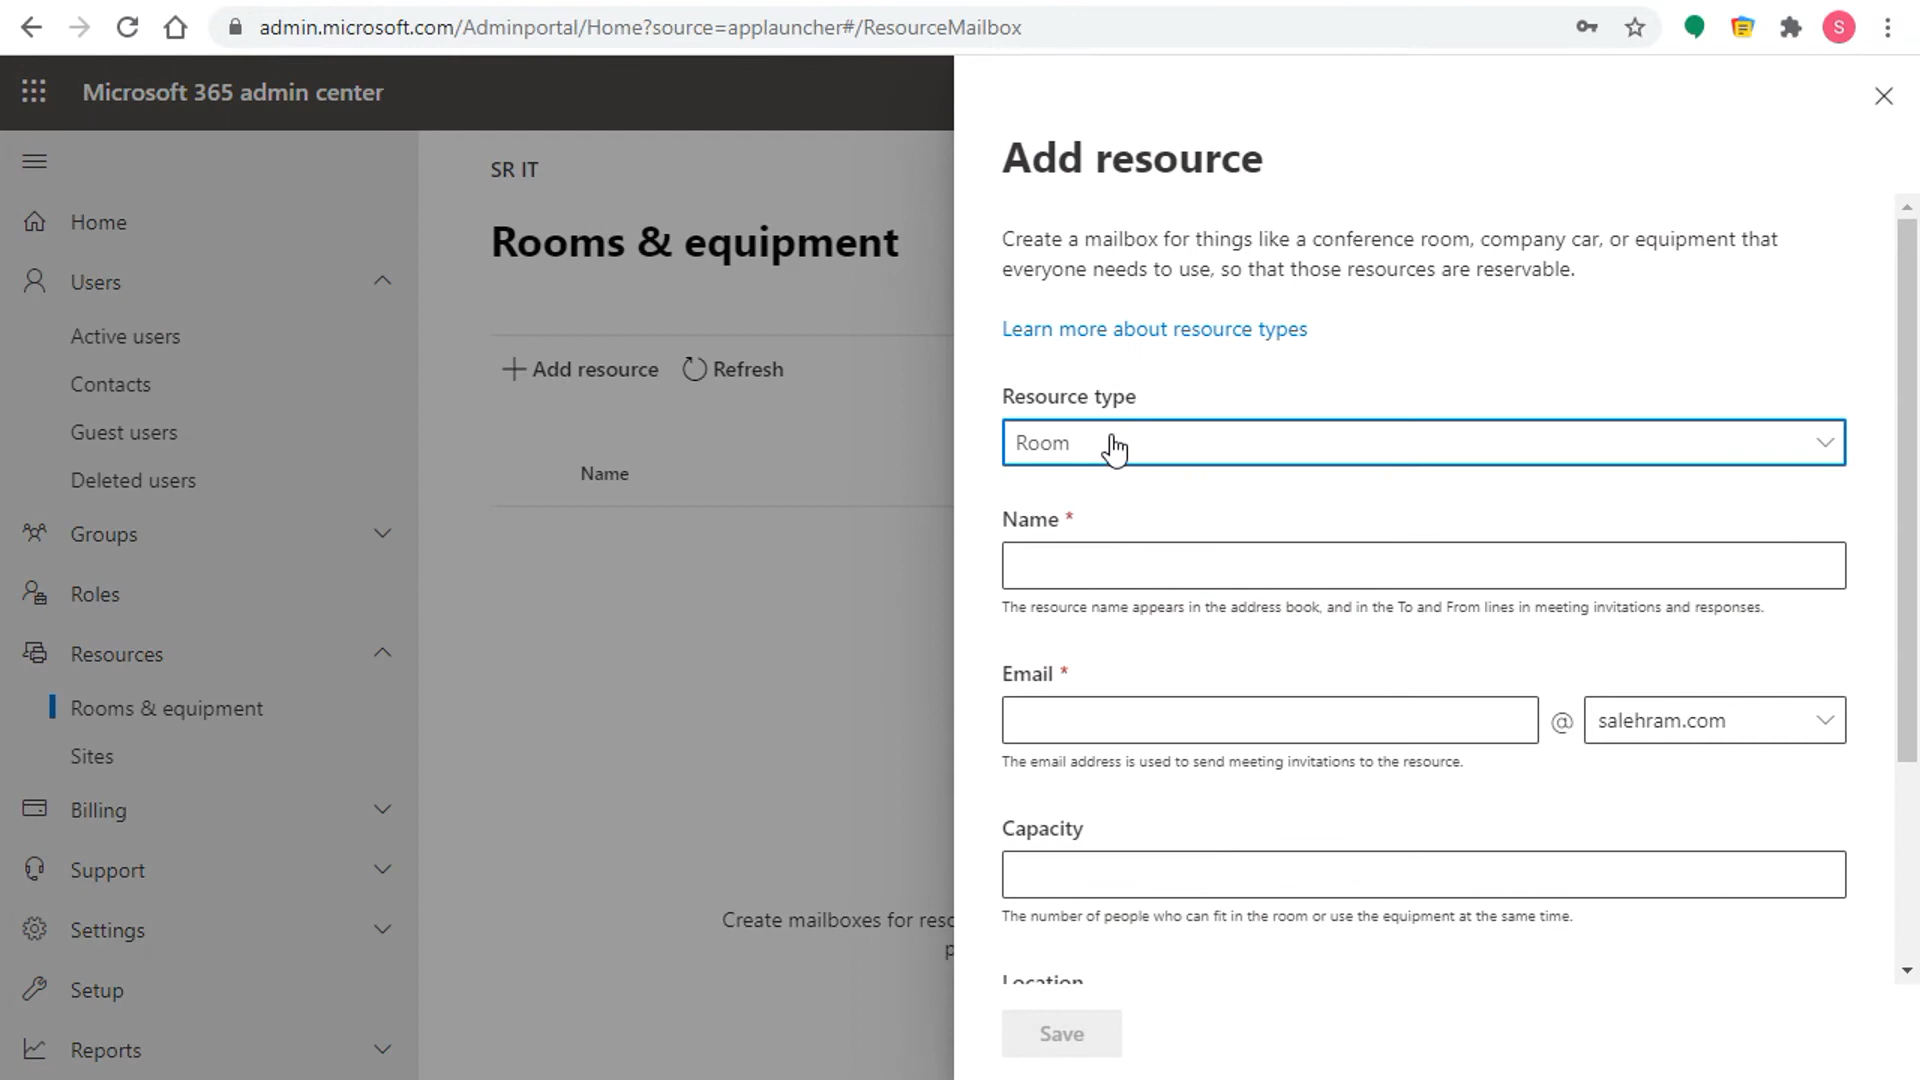 admin.microsoft.com/Adminportal/Home?source=applauncher#/ResourceMailbox
S
Microsoft 365 admin center
Home
Users
Active users
Contacts
Guest users
Deleted users
Groups
Roles
Resources
Rooms & equipment
Sites
Billing
Support
Settings
Setup
Reports
SR IT
Rooms & equipment
Add resource
Refresh
Name
Create mailboxes for reso
p
Add resource
Create a mailbox for things like a conference room, company car, or equipment that
everyone needs to use, so that those resources are reservable.
Learn more about resource types
Resource type
Room
Name *
The resource name appears in the address book, and in the To and From lines in meeting invitations and responses.
Email *
@ salehram.com
The email address is used to send meeting invitations to the resource.
Capacity
The number of people who can fit in the room or use the equipment at the same time.
Location
Save